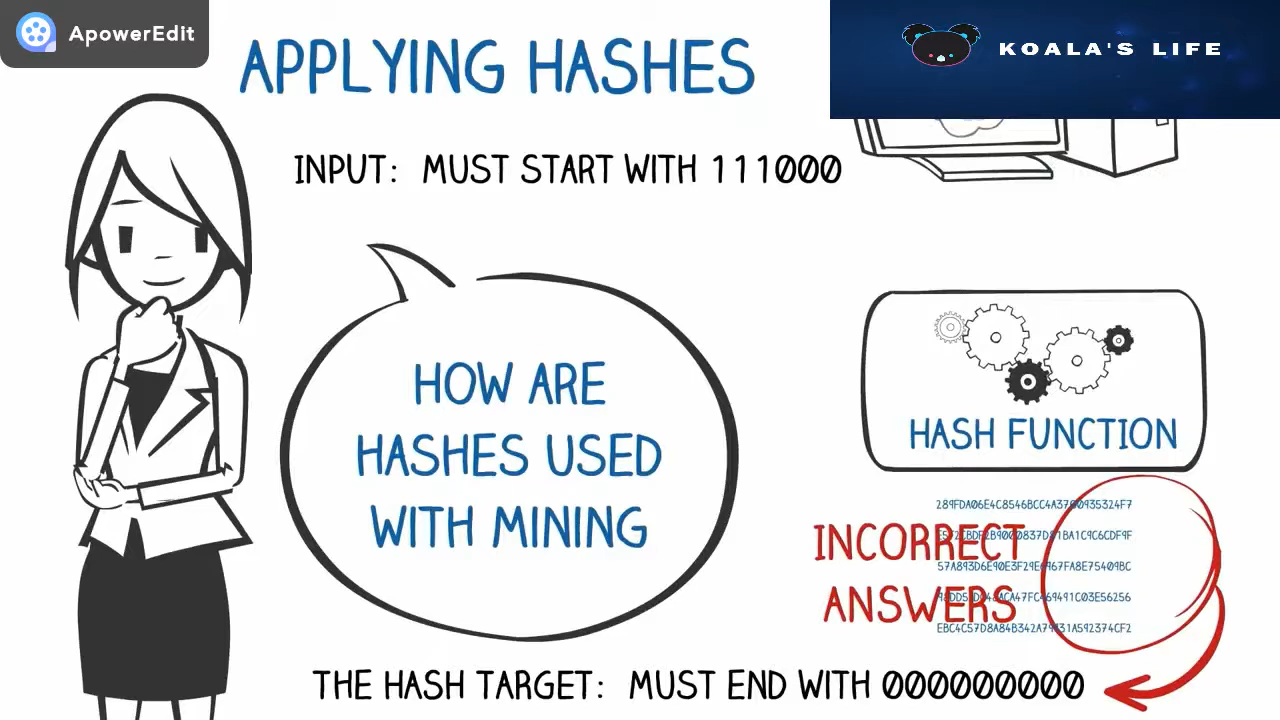 ApowerEdit
KOALA'S LIFE
APPLYING HASHES
INPUT: MUST START WITH 111000
HOW ARE
HASHES USED
WITH MINING
HASH FUNCTION
INCORRECT
ANSWERS
THE HASH TARGET: MUST END WITH 000000000